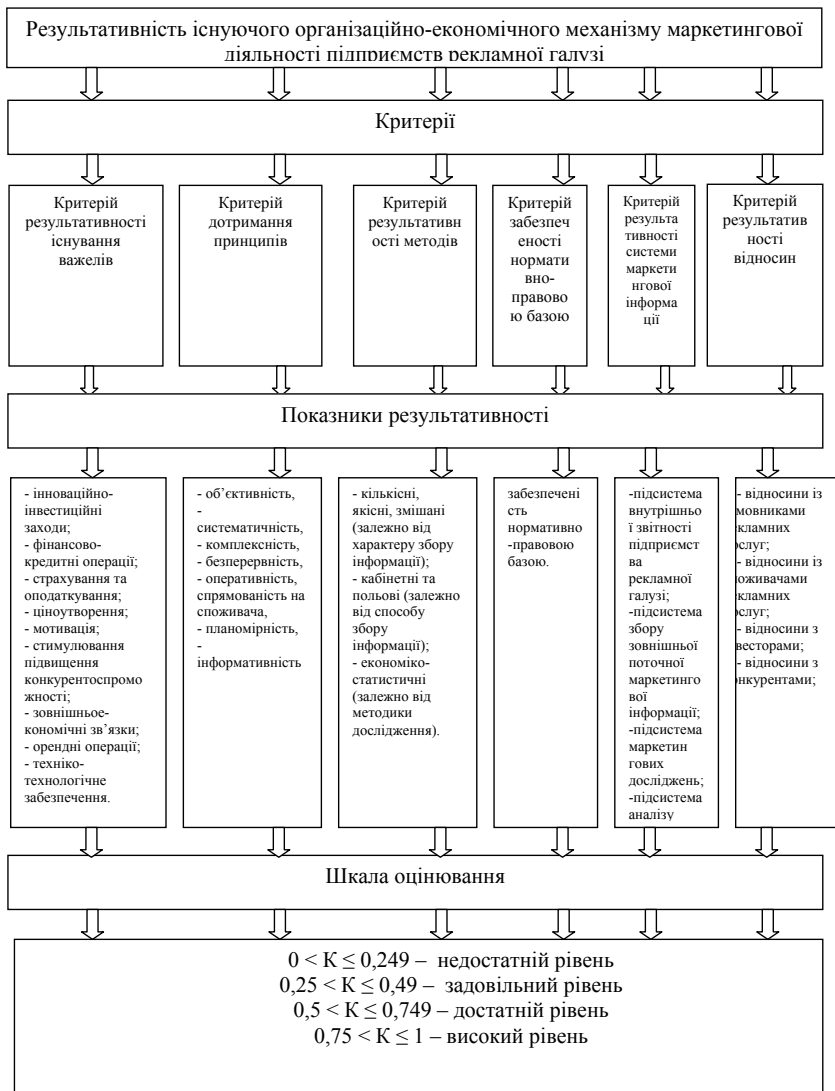 Результативність існуючого організаційно-економічного механізму маркетингової
діяльності підприємств рекламної галузі
Критерії
Критерій
результативності
існування
важелів
Критерій
дотримання
принципів
Критерій
результативн
ості методів
Критерій
забезпеч
еності
нормати
вно-
правово
ю базою
Критерій
результа
тивності
системи
маркети
нгової
інформа
ції
Критерій
результатив
ності
відносин
Показники результативності
- інноваційно-
інвестиційні
заходи;
- фінансово-
кредитні операції;
- страхування та
оподаткування;
- ціноутворення;
- мотивація;
- стимулювання
підвищення
конкурентоспромо
жності;
- зовнішньое-
кономічні зв’язки;
- орендні операції;
- техніко-
технологічне
забезпечення.
- об’єктивність,
-
систематичність,
- комплексність,
- безперервність,
- оперативність,
спрямованість на
споживача,
- планомірність,
-
інформативність
- кількісні,
якісні, змішані
(залежно від
характеру збору
інформації);
- кабінетні та
польові (залежно
від способу
збору
інформації);
- економіко-
статистичні
(залежно від
методики
дослідження).
забезпечені
сть
нормативно
-правовою
базою.
-підсистема
внутрішньо
ї звітності
підприємст
ва
рекламної
галузі;
-підсистема
збору
зовнішньої
поточної
маркетинго
вої
інформації;
-підсистема
маркетин
гових
досліджень;
-підсистема
аналізу
- відносини із
мовниками
екламних
ослуг;
- відносини із
оживачами
екламних
ослуг;
- відносини з
весторами;
- відносини з
онкурентами;
Шкала оцінювання
0 < К ≤ 0,249 – недостатній рівень
0,25 < К ≤ 0,49 – задовільний рівень
0,5 < К ≤ 0,749 – достатній рівень
0,75 < К ≤ 1 – високий рівень